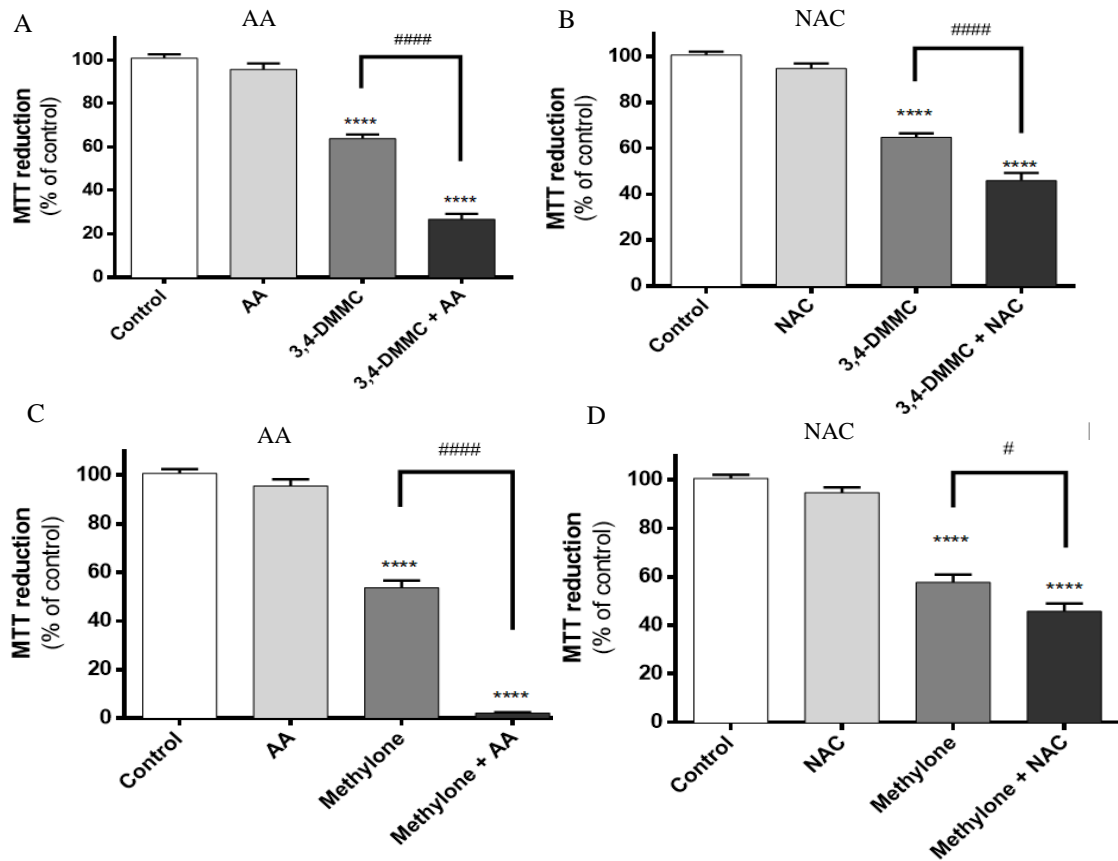 A
AA
####
MTT reduction
(% of control)
100
80
60
40
20
0
****
****
Control
AA
3,4-DMMC
3,4-DMMC + AA
B
NAC
####
MTT reduction
(% of control)
100
80
60
40
20
0
****
****
Control
NAC
3,4-DMMC
3,4-DMMC + NAC
C
AA
####
MTT reduction
(% of control)
100
80
60
40
20
0
****
****
Control
AA
Methylone
Methylone + AA
D
NAC
#
MTT reduction
(% of control)
100
80
60
40
20
0
****
****
Control
NAC
Methylone
Methylone + NAC